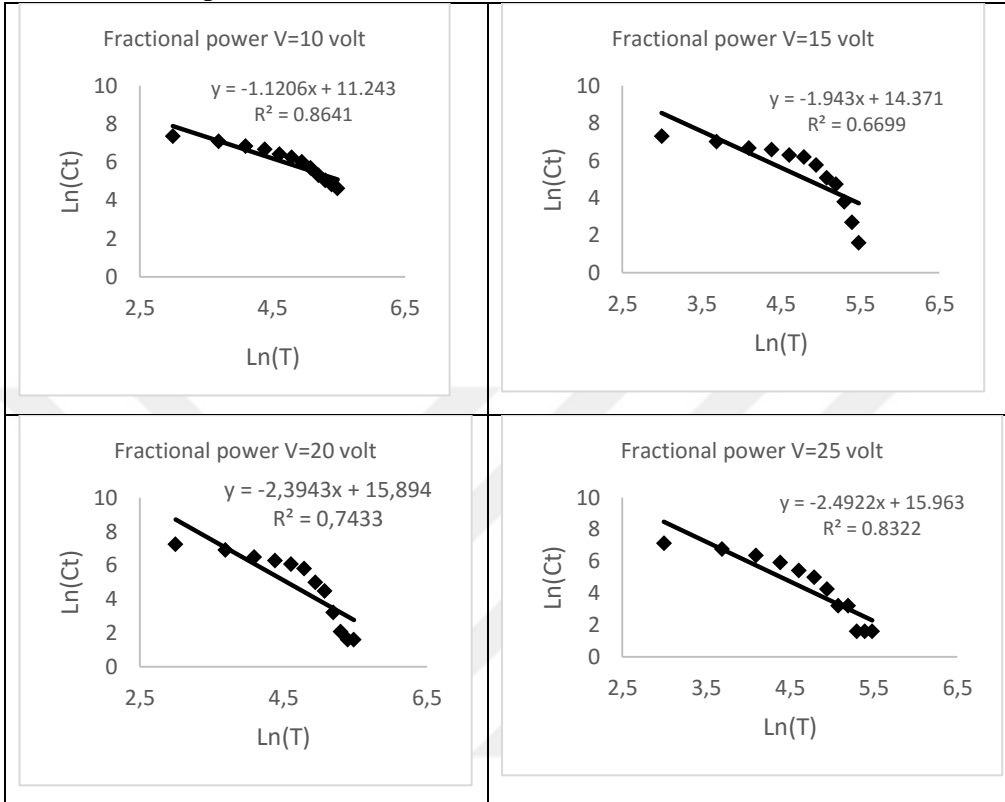 Fractional power V=10 volt
y = -1.1206x + 11.243
R² = 0.8641
10
8
6
4
2
0
2,5 4,5 6,5
Ln(Ct)
Ln(T)
Fractional power V=15 volt
y = -1.943x + 14.371
R² = 0.6699
10
8
6
4
2
0
2,5 3,5 4,5 5,5 6,5
Ln(Ct)
Ln(T)
Fractional power V=20 volt
y = -2,3943x + 15,894
R² = 0,7433
10
8
6
4
2
0
2,5 4,5 6,5
Ln(Ct)
Ln(T)
Fractional power V=25 volt
y = -2.4922x + 15.963
R² = 0.8322
10
8
6
4
2
0
2,5 3,5 4,5 5,5 6,5
Ln(Ct)
Ln(T)